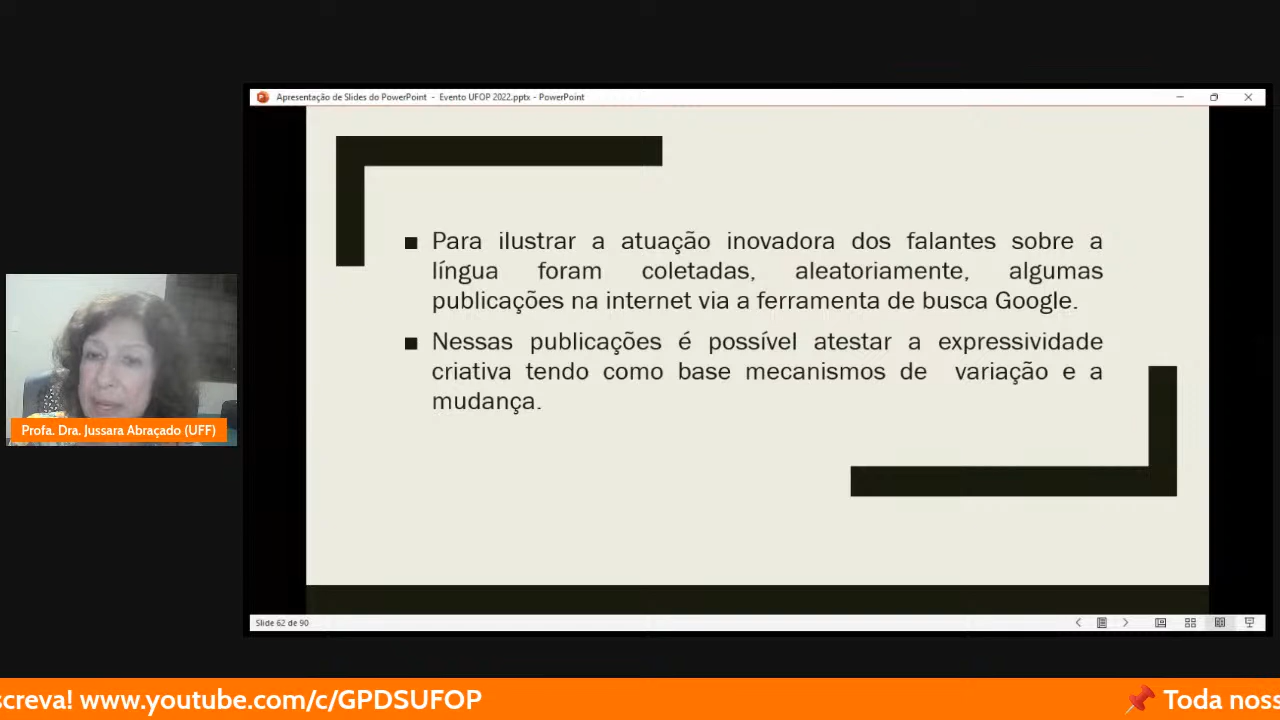 Apresentação de Slides do PowerPoint - Evento UFOP 2022.pptx - PowerPoint
■ Para ilustrar a atuação inovadora dos falantes sobre a
língua foram coletadas, aleatoriamente, algumas
publicações na internet via a ferramenta de busca Google.
■ Nessas publicações é possível atestar a expressividade
criativa tendo como base mecanismos de variação e a
mudança.
Profa. Dra. Jussara Abraçado (UFF)
Slide 62 de 90
screva! www.youtube.com/c/GPDSUFOP
📌 Toda noss